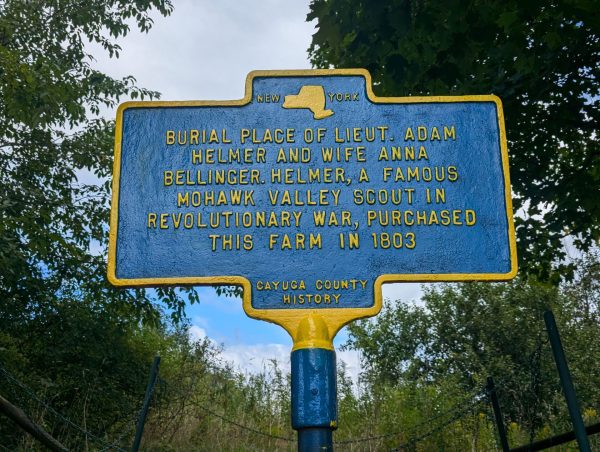 NEW YORK
BURIAL PLACE OF LIEUT. ADAM
HELMER AND WIFE ANNA
BELLINGER. HELMER, A FAMOUS
MOHAWK VALLEY SCOUT IN
REVOLUTIONARY WAR, PURCHASED
THIS FARM IN 1803
CAYUGA COUNTY
HISTORY